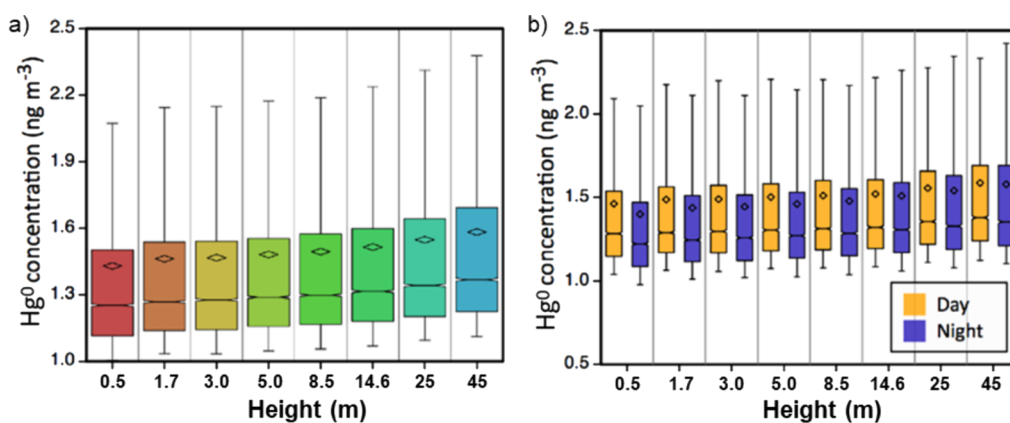 a)
Hg⁰ concentration (ng m⁻³)
2.5
2.2
1.9
1.6
1.3
1.0
0.5 1.7 3.0 5.0 8.5 14.6 25 45
Height (m)
b)
Hg⁰ concentration (ng m⁻³)
2.5
2.0
1.5
1.0
0.5
Day
Night
0.5 1.7 3.0 5.0 8.5 14.6 25 45
Height (m)